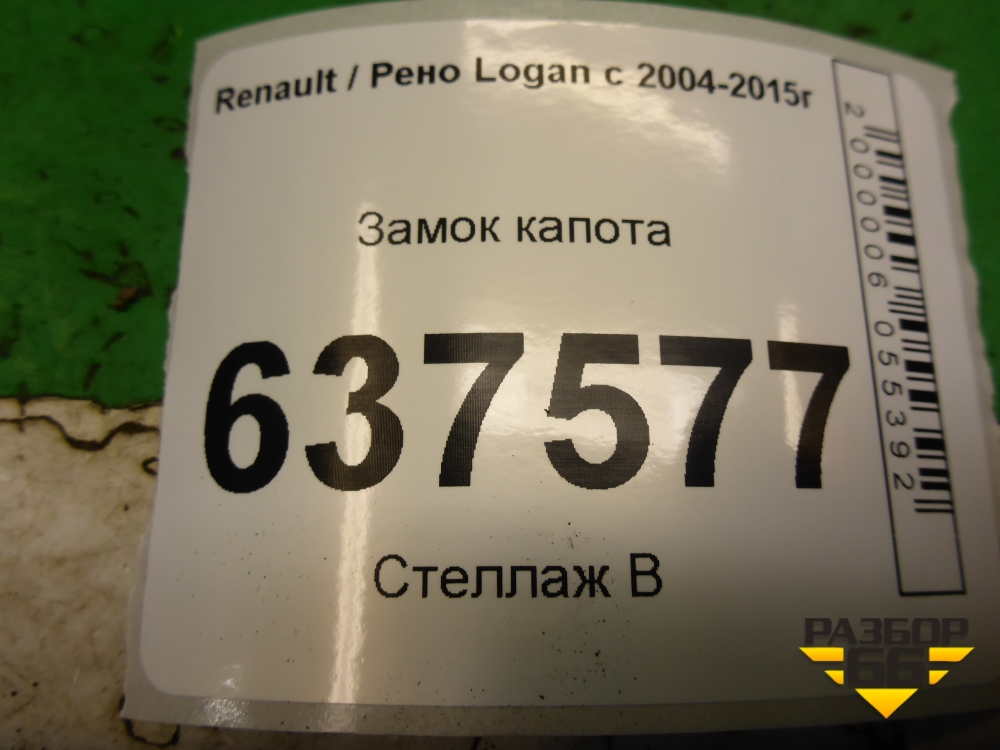 Renault / Рено Logan с 2004-2015г
Замок капота
637577
Стеллаж В
2000006055392
РАЗБОР
66